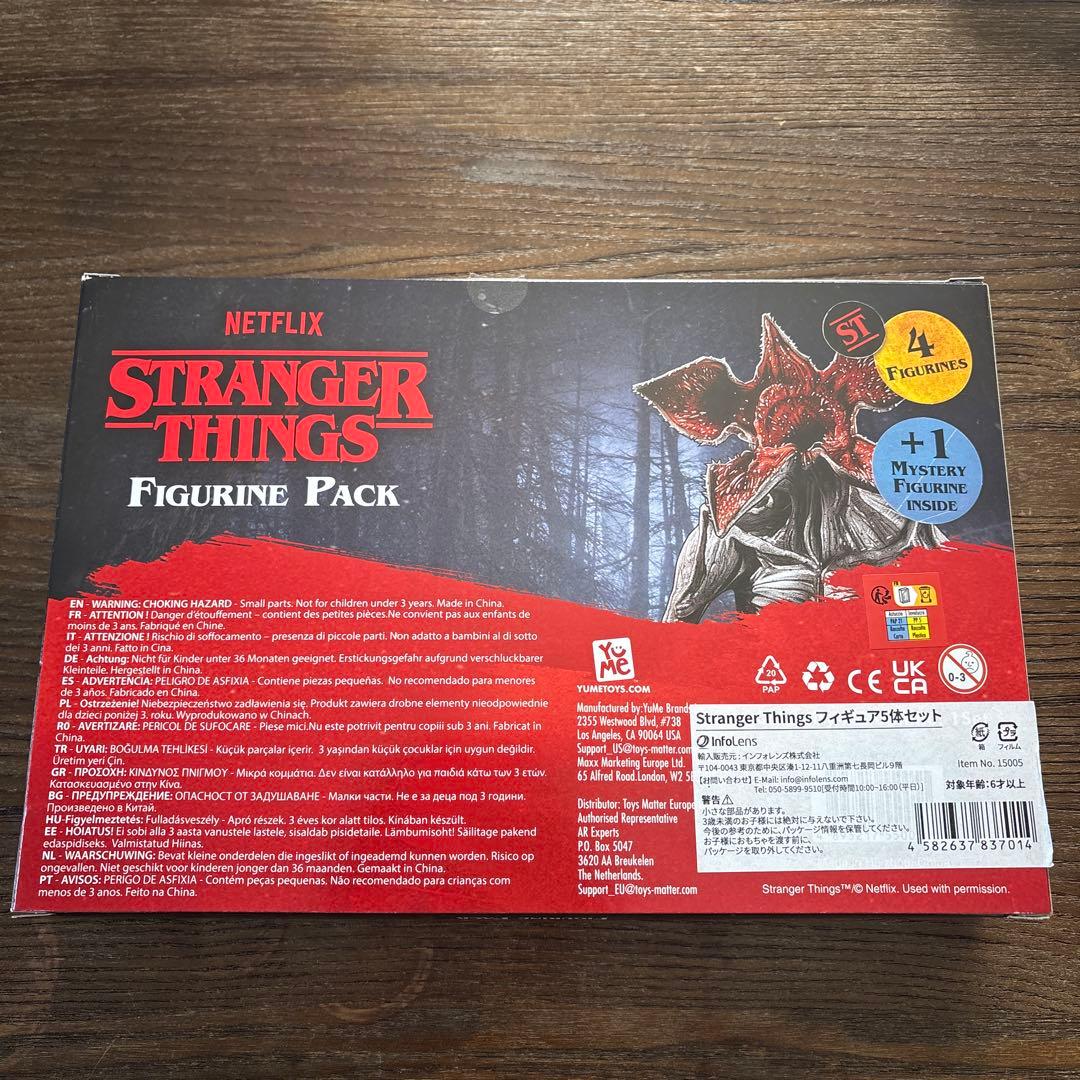 NETFLIX
STRANGER
THINGS
FIGURINE PACK
ST
4
FIGURINES
+1
MYSTERY
FIGURINE
INSIDE
EN - WARNING: CHOKING HAZARD - Small parts. Not for children under 3 years. Made in China.
FR - ATTENTION ! Danger d'étouffement – contient des petites pièces.Ne convient pas aux enfants de
moins de 3 ans. Fabriqué en Chine.
IT - ATTENZIONE ! Rischio di soffocamento – presenza di piccole parti. Non adatto a bambini al di sotto
dei 3 anni. Fatto in Cina.
DE - Achtung: Nicht für Kinder unter 36 Monaten geeignet. Erstickungsgefahr aufgrund verschluckbarer
Kleinteile. Hergestellt in China.
ES - ADVERTENCIA: PELIGRO DE ASFIXIA - Contiene piezas pequeñas. No recomendado para menores
de 3 años. Fabricado en China.
PL - Ostrzeżenie! Niebezpieczeństwo zadławienia się. Produkt zawiera drobne elementy nieodpowiednie
dla dzieci poniżej 3. roku. Wyprodukowano w Chinach.
R0 - AVERTIZARE: PERICOL DE SUFOCARE - Piese mici.Nu este potrivit pentru copiii sub 3 ani. Fabricat in
China.
TR - UYARI: BOĞULMA TEHLİKESİ - Küçük parçalar içerir. 3 yaşından küçük çocuklar için uygun değildir.
Üretim yeri Çin.
GR - ΠΡΟΣΟΧΗ: ΚΙΝΔΥΝΟΣ ΠΝΙΓΜΟΥ - Μικρά κομμάτια. Δεν είναι κατάλληλο για παιδιά κάτω των 3 ετών.
Κατασκευασμένο στην Κίνα.
BG - ПРЕДУПРЕЖДЕНИЕ: ОПАСНОСТ ОТ ЗАДУШАВАНЕ - Малки части. Не е за деца под 3 години.
Произведено в Китай.
HU-Figyelmeztetés: Fulladásveszély - Apró részek. 3 éves kor alatt tilos. Kínában készült.
EE - HOIATUS! Ei sobi alla 3 aasta vanustele lastele, sisaldab pisidetaile. Lämbumisoht! Säilitage pakend
edaspidiseks. Valmistatud Hiinas.
NL - WAARSCHUWING: Bevat kleine onderdelen die ingeslikt of ingeademd kunnen worden. Risico op
ongevallen. Niet geschikt voor kinderen jonger dan 36 maanden. Gemaakt in China.
PT - AVISOS: PERIGO DE ASFIXIA - Contém peças pequenas. Não recomendado para crianças com
menos de 3 anos. Feito na China.
YuMe
YUMETOYS.COM
Manufactured by:YuMe Brand
2355 Westwood Blvd, #738
Los Angeles, CA 90064 USA
Support_US@toys-matter
Maxx Marketing Europe Ltd.
65 Alfred Road.London, W2 5
Distributor: Toys Matter Europe
Authorised Representative
AR Experts
P.O. Box 5047
3620 AA Breukelen
The Netherlands.
Support_EU@toys-matter.com
FR
PAP 21
PP 5
Raccolta
Carta
Raccolta
Plastica
20
PAP
CE
UK
CA
0-3
Stranger Things フィギュア5体セット
InfoLens
輸入販売元：インフォレンズ株式会社
〒104-0043 東京都中央区湊1-12-11八重洲第七長岡ビル9階
【お問い合わせ】E-Mail: info@infolens.com
Tel: 050-5899-9510[受付時間10:00~16:00（平日）]
警告
小さな部品があります。
3歳未満のお子様には絶対に与えないで下さい。
今後の参考のために、パッケージ情報を保管してください。
お子様におもちゃを渡す前に、
パッケージを取り外してください。
紙
箱
プラ
フィルム
Item No. 15005
対象年齢:6才以上
4 582637 837014
Stranger Things™/© Netflix. Used with permission.